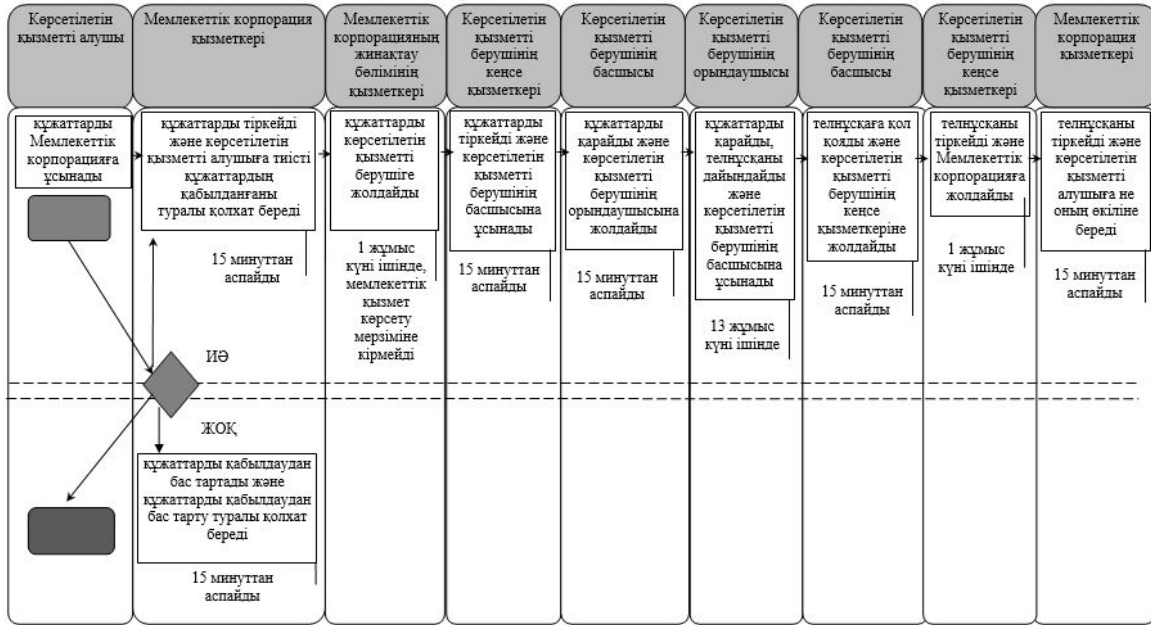 Көрсетілетін
қызметті алушы
Мемлекеттік корпорация
қызметкері
Мемлекеттік
корпорацияның
жинақтау
бөлімінің
қызметкері
Көрсетілетін
қызметті
берушінің
кеңсе
қызметкері
Көрсетілетін
қызметті
берушінің
басшысы
Көрсетілетін
қызметті
берушінің
орындаушысы
Көрсетілетін
қызметті
берушінің
басшысы
Көрсетілетін
қызметті
берушінің
кеңсе
қызметкері
Мемлекеттік
корпорация
қызметкері
құжаттарды
Мемлекеттік
корпорацияға
ұсынады
құжаттарды тіркейді
және көрсетілетін
қызметті алушыға тиісті
құжаттардың
қабылданғаны
туралы қолхат береді
15 минуттан
аспайды
құжаттарды
көрсетілетін
қызметті
берушіге
жолдайды
1 жұмыс
күні ішінде,
мемлекеттік
қызмет
көрсету
мерзіміне
кірмейді
құжаттарды
тіркейді және
көрсетілетін
қызметті
берушінің
басшысына
ұсынады
15 минуттан
аспайды
құжаттарды
қарайды және
көрсетілетін
қызметті
берушінің
орындаушысына
жолдайды
15 минуттан
аспайды
құжаттарды
қарайды,
телнұсқаны
дайындайды
және
көрсетілетін
қызметті
берушінің
басшысына
ұсынады
13 жұмыс
күні ішінде
телнұсқаға қол
қояды және
көрсетілетін
қызметті
берушінің
кеңсе
қызметкеріне
жолдайды
15 минуттан
аспайды
телнұсқаны
тіркейді және
Мемлекеттік
корпорацияға
жолдайды
1 жұмыс
күні ішінде
телнұсқаны
тіркейді және
көрсетілетін
қызметті
алушыға не
оның өкіліне
береді
15 минуттан
аспайды
ИӘ
ЖОҚ
құжаттарды қабылдаудан
бас тартады және
құжаттарды қабылдаудан
бас тарту туралы қолхат
береді
15 минуттан
аспайды